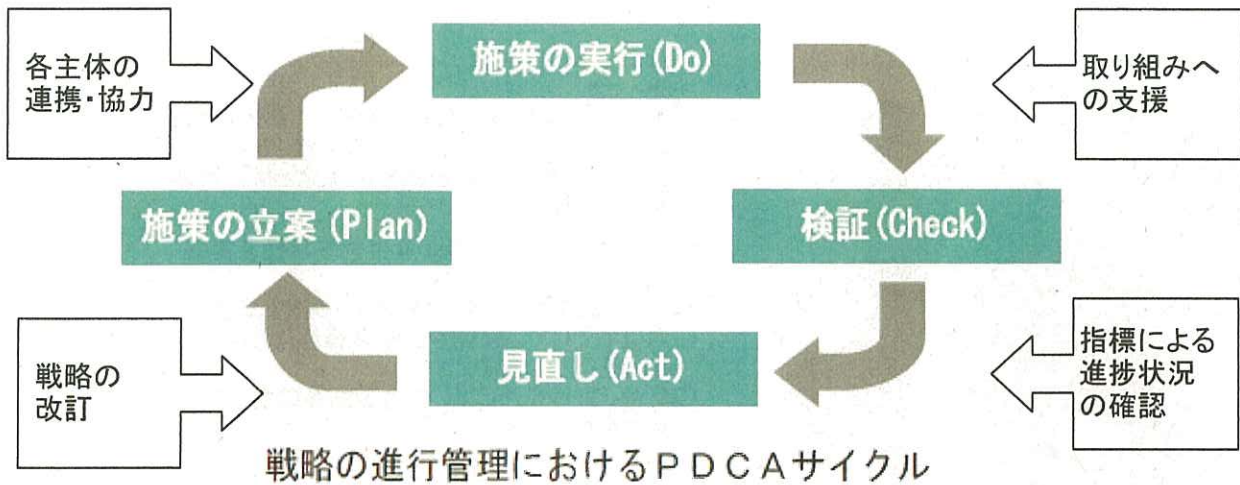 各主体の
連携・協力
施策の実行(Do)
取り組みへ
の支援
施策の立案(Plan)
検証(Check)
戦略の
改訂
見直し(Act)
指標による
進捗状況
の確認
戦略の進行管理におけるPDCAサイクル